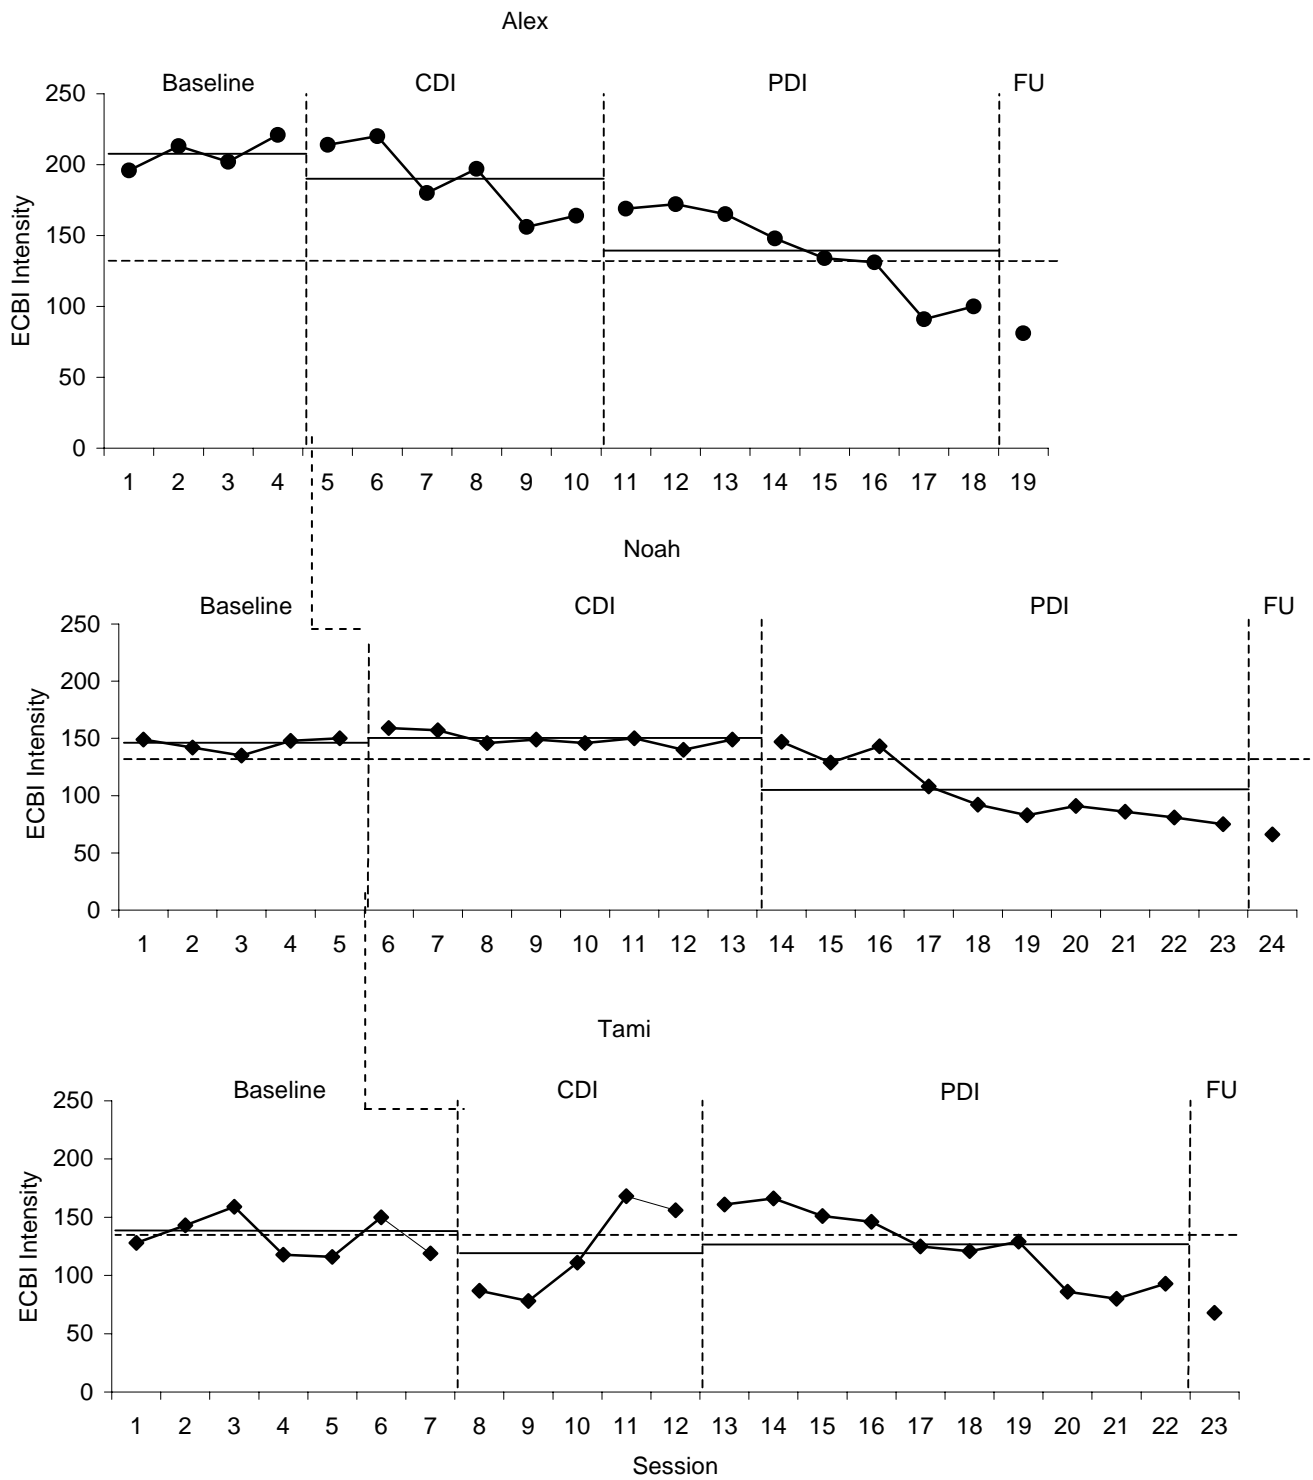 Alex
Baseline CDI PDI FU
250
200
150
100
50
0
ECBI Intensity
1 2 3 4 5 6 7 8 9 10 11 12 13 14 15 16 17 18 19
Noah
Baseline CDI PDI FU
250
200
150
100
50
0
ECBI Intensity
1 2 3 4 5 6 7 8 9 10 11 12 13 14 15 16 17 18 19 20 21 22 23 24
Tami
Baseline CDI PDI FU
250
200
150
100
50
0
ECBI Intensity
1 2 3 4 5 6 7 8 9 10 11 12 13 14 15 16 17 18 19 20 21 22 23
Session